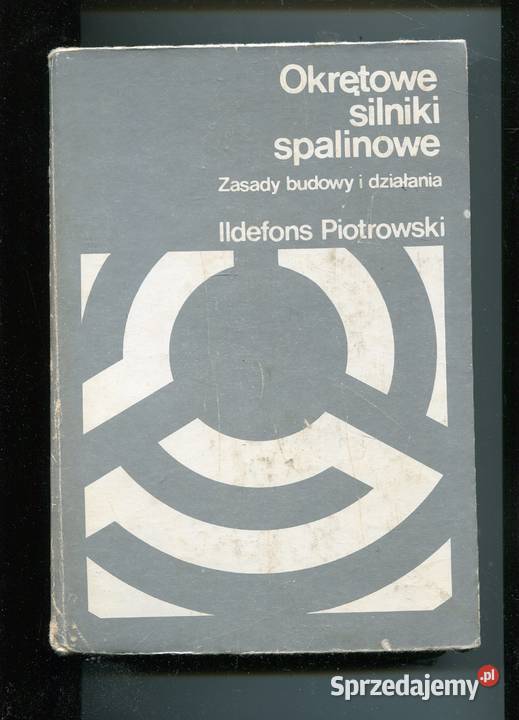 Okrętowe
silniki
spalinowe
Zasady budowy i działania
Ildefons Piotrowski
Sprzedajemy.pl